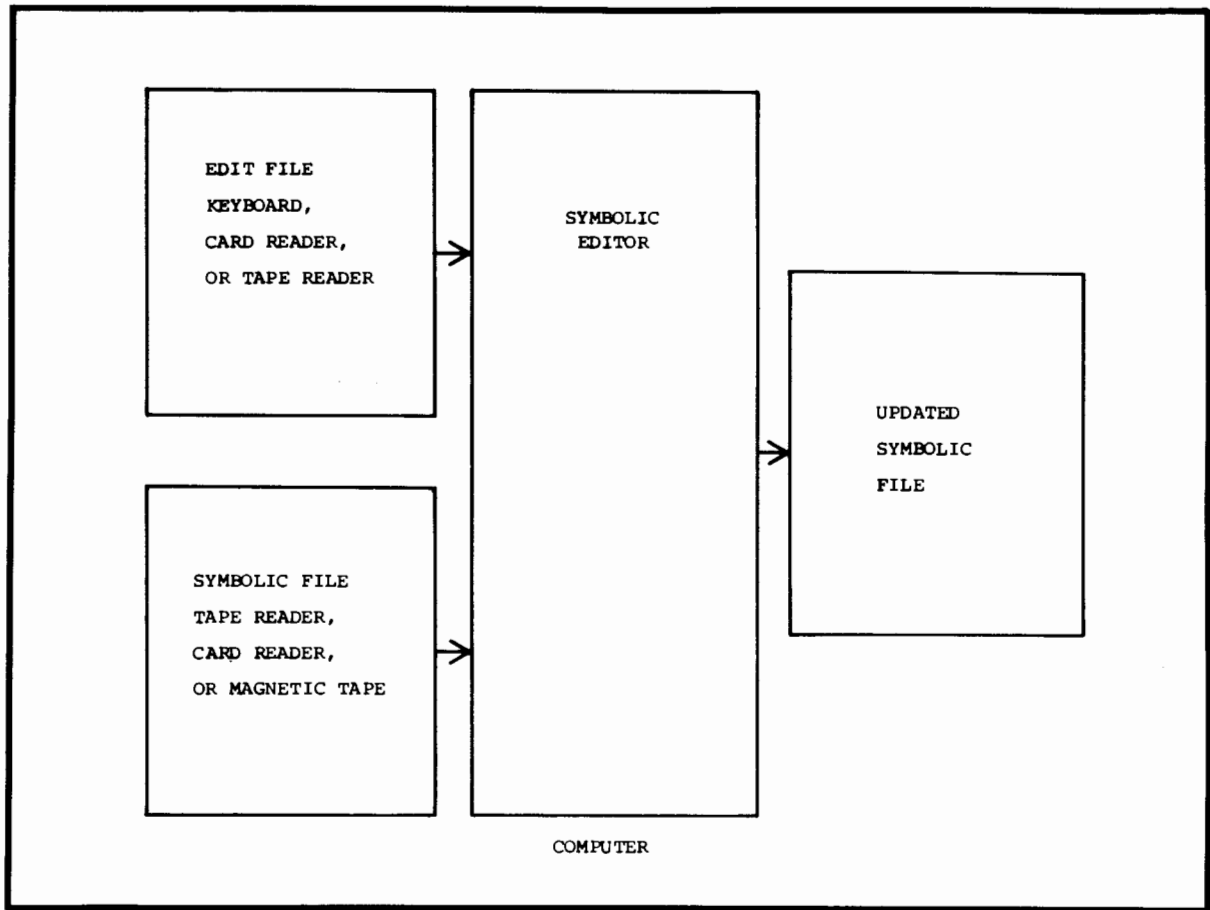 EDIT FILE
KEYBOARD,
CARD READER,
OR TAPE READER
SYMBOLIC FILE
TAPE READER,
CARD READER,
OR MAGNETIC TAPE
SYMBOLIC
EDITOR
COMPUTER
UPDATED
SYMBOLIC
FILE